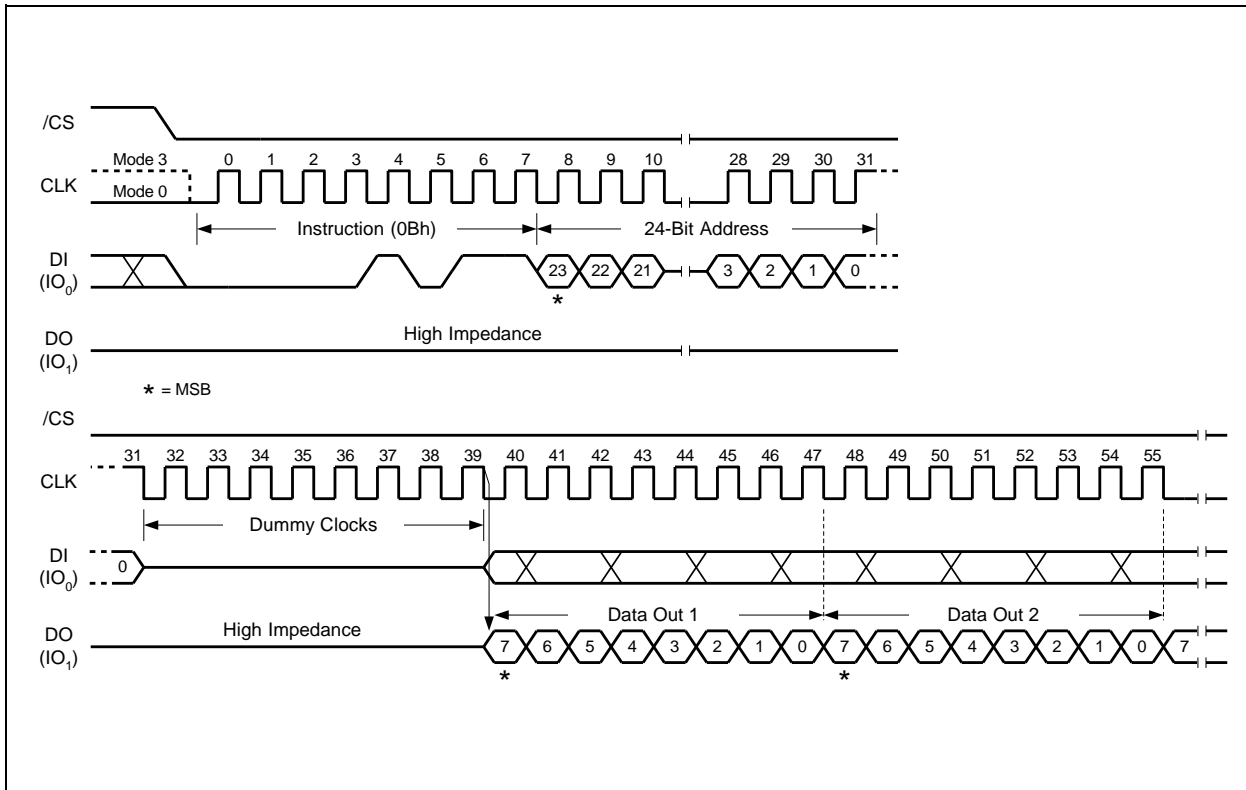 /CS
Mode 3 0 1 2 3 4 5 6 7 8 9 10 28 29 30 31
CLK Mode 0
Instruction (0Bh) 24-Bit Address
DI
(IO0) 23 22 21 3 2 1 0
*
DO High Impedance
(IO1)
* = MSB
/CS
31 32 33 34 35 36 37 38 39 40 41 42 43 44 45 46 47 48 49 50 51 52 53 54 55
CLK
Dummy Clocks
DI 0
(IO0)
Data Out 1 Data Out 2
DO High Impedance
(IO1) 7 6 5 4 3 2 1 0 7 6 5 4 3 2 1 0 7
* *